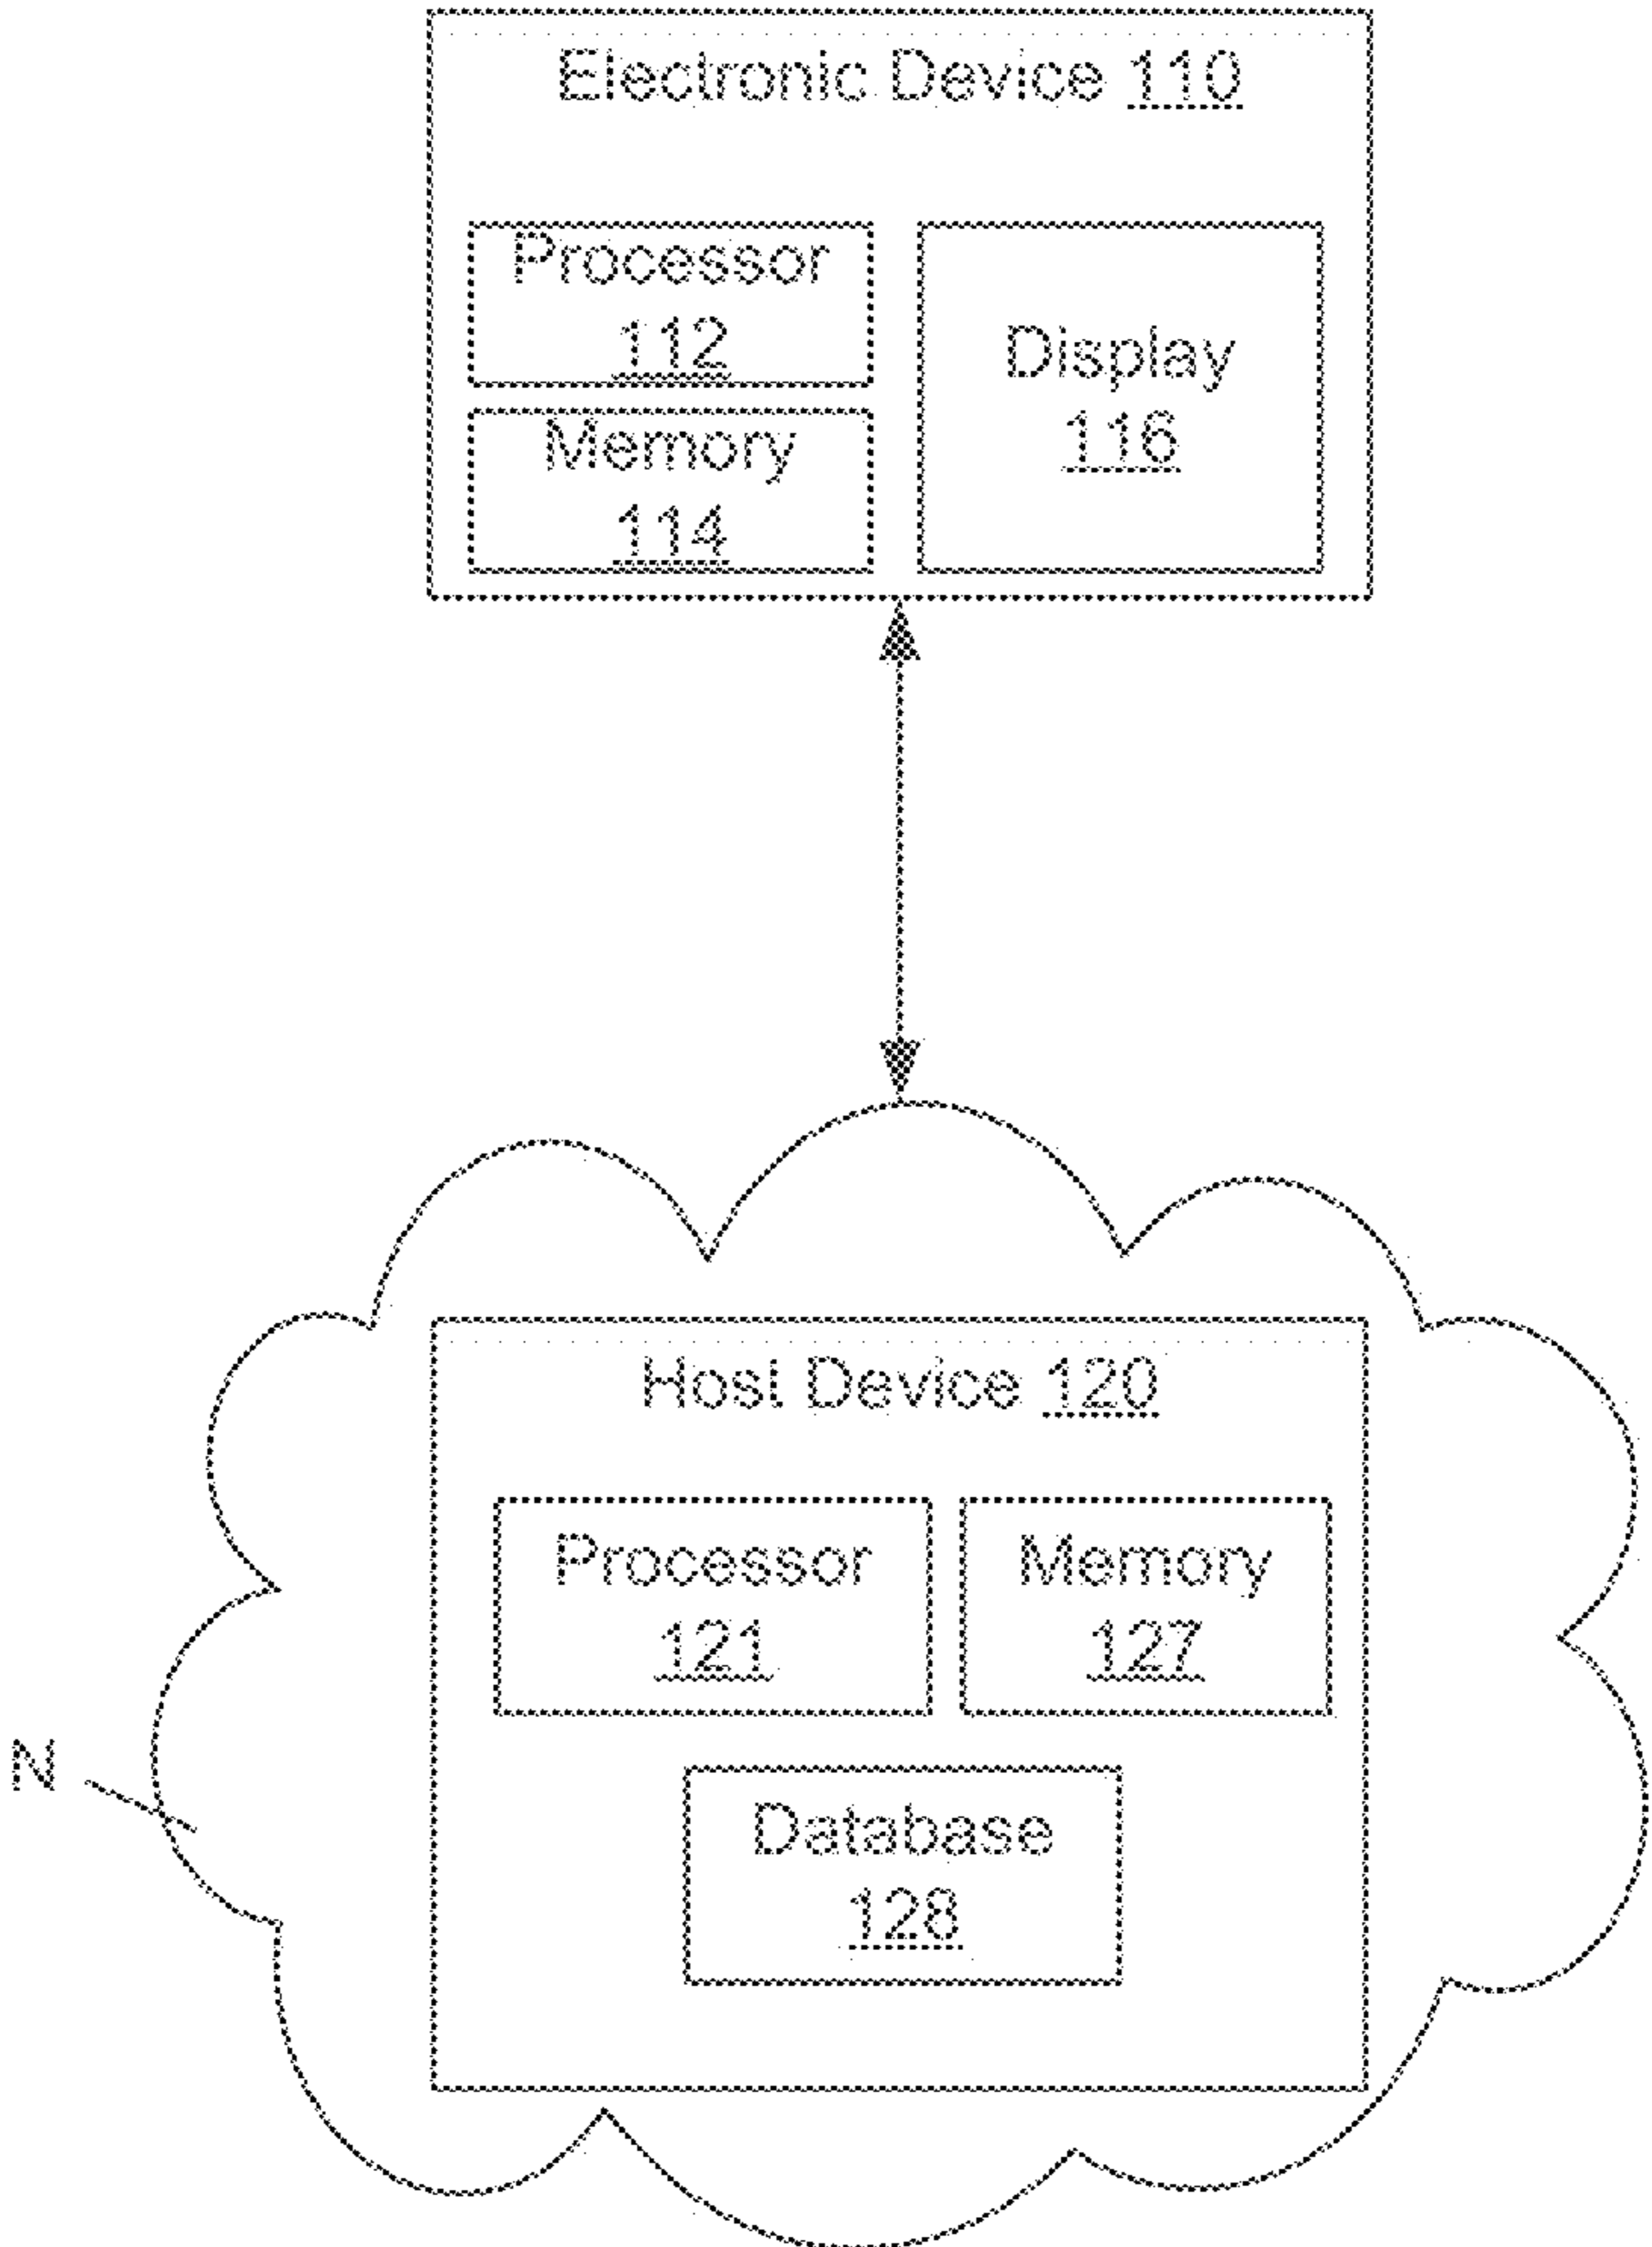 Electronic Device 110
Processor
112
Display
116
Memory
114
Host Device 120
Processor
121
Memory
127
N
Database
128